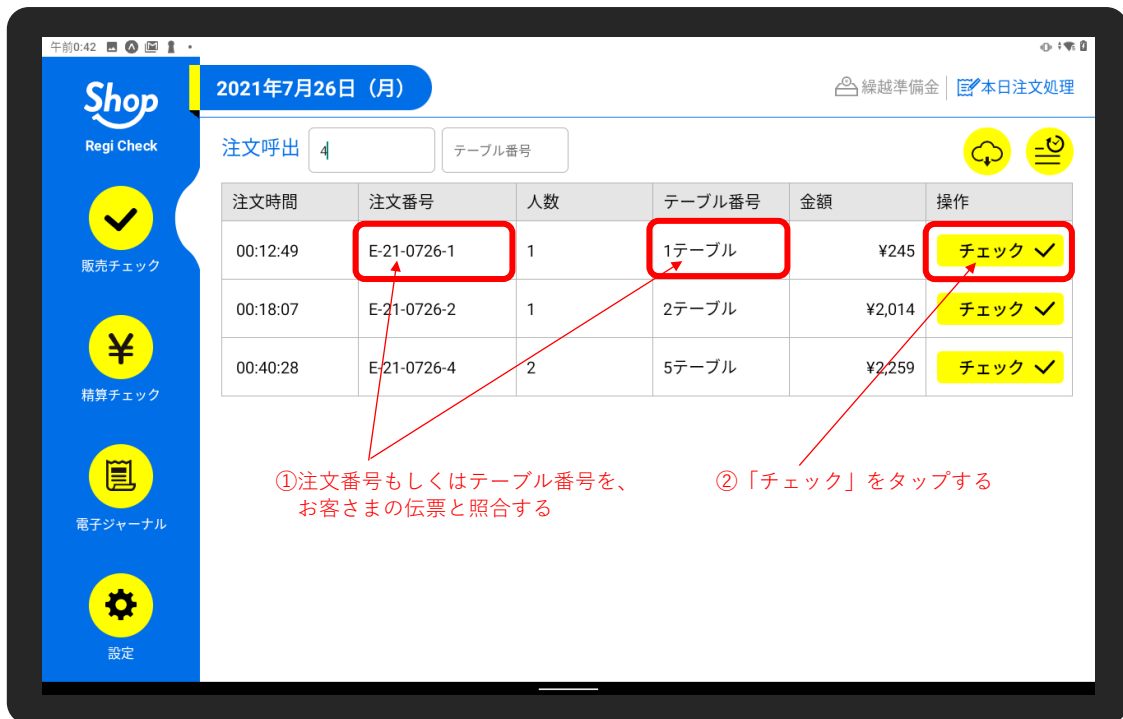 午前0:42
2021年7月26日（月）
繰越準備金 本日注文処理
Shop
Regi Check
販売チェック
精算チェック
電子ジャーナル
設定
注文呼出 4 テーブル番号
注文時間 注文番号 人数 テーブル番号 金額 操作
00:12:49 E-21-0726-1 1 1テーブル ¥245 チェック
00:18:07 E-21-0726-2 1 2テーブル ¥2,014 チェック
00:40:28 E-21-0726-4 2 5テーブル ¥2,259 チェック
①注文番号もしくはテーブル番号を、
お客さまの伝票と照合する
②「チェック」をタップする